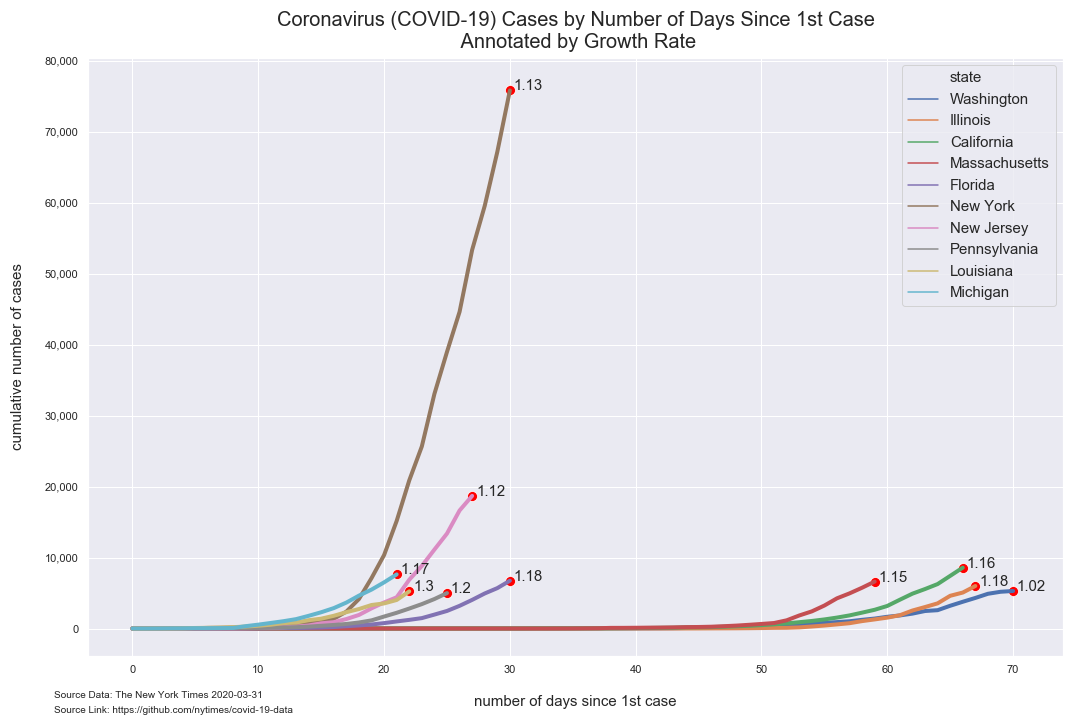 Coronavirus (COVID-19) Cases by Number of Days Since 1st Case
Annotated by Growth Rate
cumulative number of cases
80,000
70,000
60,000
50,000
40,000
30,000
20,000
10,000
0
1.13
1.12
1.17
1.3
1.2
1.18
1.15
1.16
1.18
1.02
state
Washington
Illinois
California
Massachusetts
Florida
New York
New Jersey
Pennsylvania
Louisiana
Michigan
0 10 20 30 40 50 60 70
number of days since 1st case
Source Data: The New York Times 2020-03-31
Source Link: https://github.com/nytimes/covid-19-data